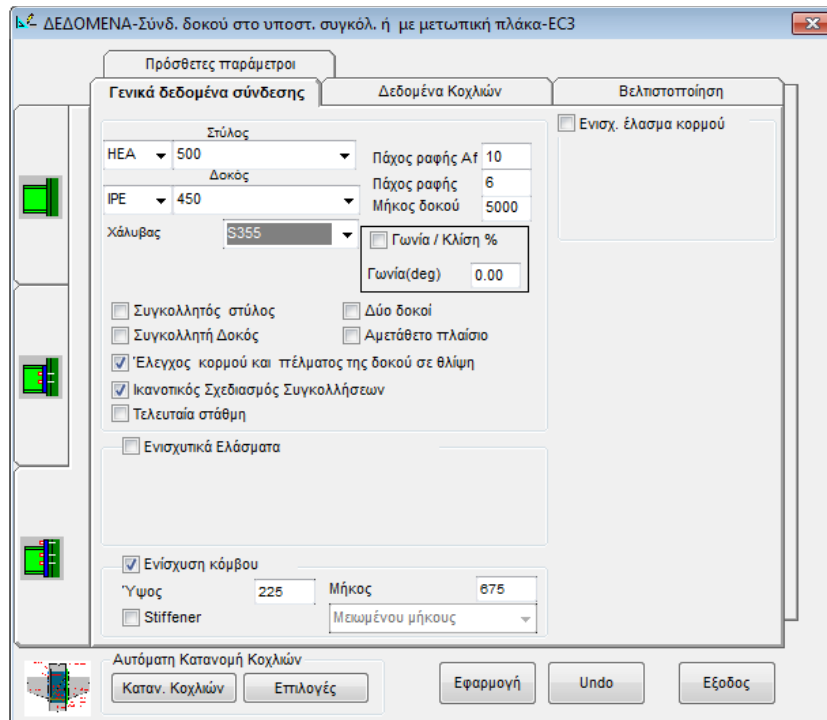 ΔΕΔΟΜΕΝΑ-Σύνδ. δοκού στο υποστ. συγκόλ. ή με μετωπική πλάκα-EC3
Πρόσθετες παράμετροι
Γενικά δεδομένα σύνδεσης
Δεδομένα Κοχλιών
Βελτιστοποίηση
Στύλος
HEA 500
Δοκός
IPE 450
Χάλυβας S355
Πάχος ραφής Af 10
Πάχος ραφής 6
Μήκος δοκού 5000
Γωνία / Κλίση %
Γωνία(deg) 0.00
Ενισχ. έλασμα κορμού
Συγκολλητός στύλος
Δύο δοκοί
Συγκολλητή Δοκός
Αμετάθετο πλαίσιο
Έλεγχος κορμού και πέλματος της δοκού σε θλίψη
Ικανοτικός Σχεδιασμός Συγκολλήσεων
Τελευταία στάθμη
Ενισχυτικά Ελάσματα
Ενίσχυση κόμβου
Ύψος 225 Μήκος 675
Stiffener Μειωμένου μήκους
Αυτόματη Κατανομή Κοχλιών
Καταν. Κοχλιών Επιλογές
Εφαρμογή Undo Εξοδος